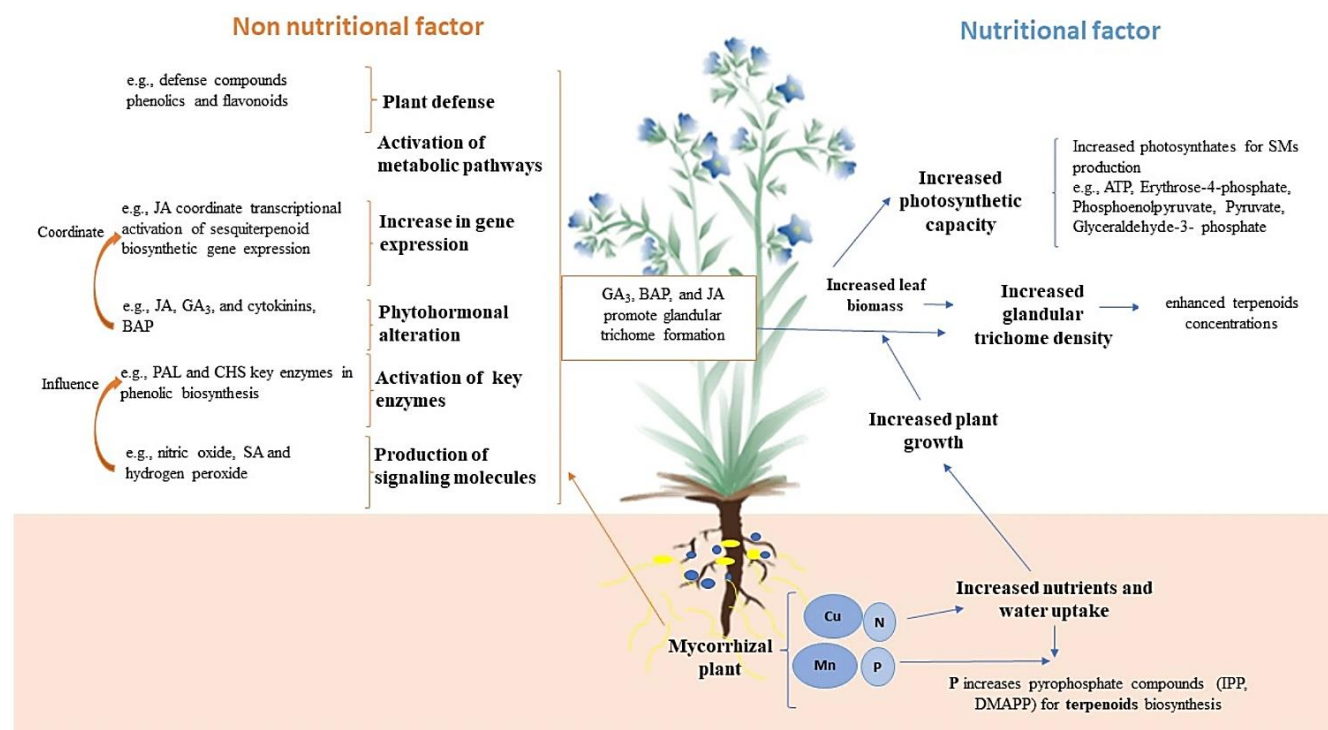 Non nutritional factor
e.g., defense compounds
phenolics and flavonoids
Plant defense
Activation of
metabolic pathways
Coordinate
e.g., JA coordinate transcriptional
activation of sesquiterpenoid
biosynthetic gene expression
Increase in gene
expression
e.g., JA, GA₃, and cytokinins,
BAP
Phytohormonal
alteration
Influence
e.g., PAL and CHS key enzymes in
phenolic biosynthesis
Activation of key
enzymes
e.g., nitric oxide, SA and
hydrogen peroxide
Production of
signaling molecules
GA₃, BAP, and JA
promote glandular
trichome formation
Nutritional factor
Increased
photosynthetic
capacity
Increased photosynthates for SMs
production
e.g., ATP, Erythrose-4-phosphate,
Phosphoenolpyruvate, Pyruvate,
Glyceraldehyde-3- phosphate
Increased leaf
biomass
Increased
glandular
trichome density
enhanced terpenoids
concentrations
Increased plant
growth
Increased nutrients and
water uptake
Mycorrhizal
plant
Cu
N
Mn
P
P increases pyrophosphate compounds (IPP,
DMAPP) for terpenoids biosynthesis